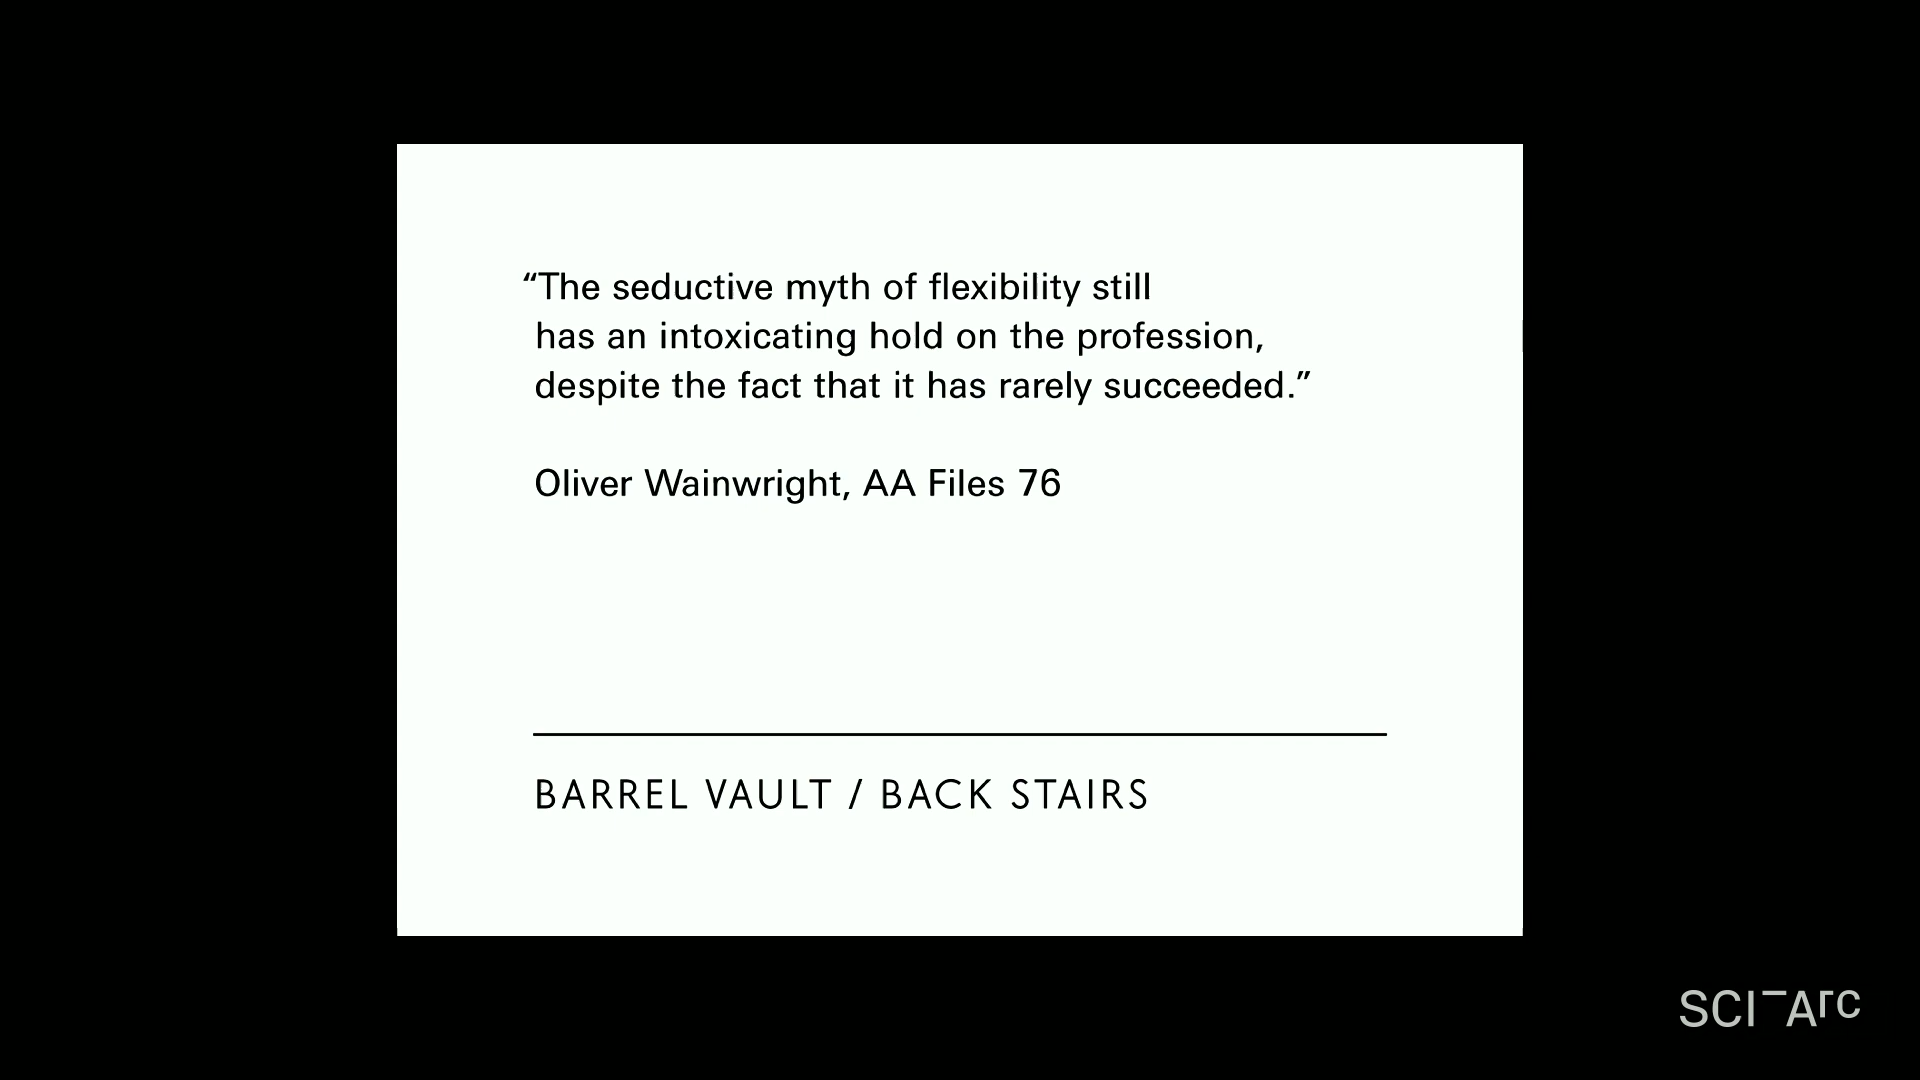 “The seductive myth of flexibility still
has an intoxicating hold on the profession,
despite the fact that it has rarely succeeded.”
Oliver Wainwright, AA Files 76
BARREL VAULT / BACK STAIRS
SCI-Arc